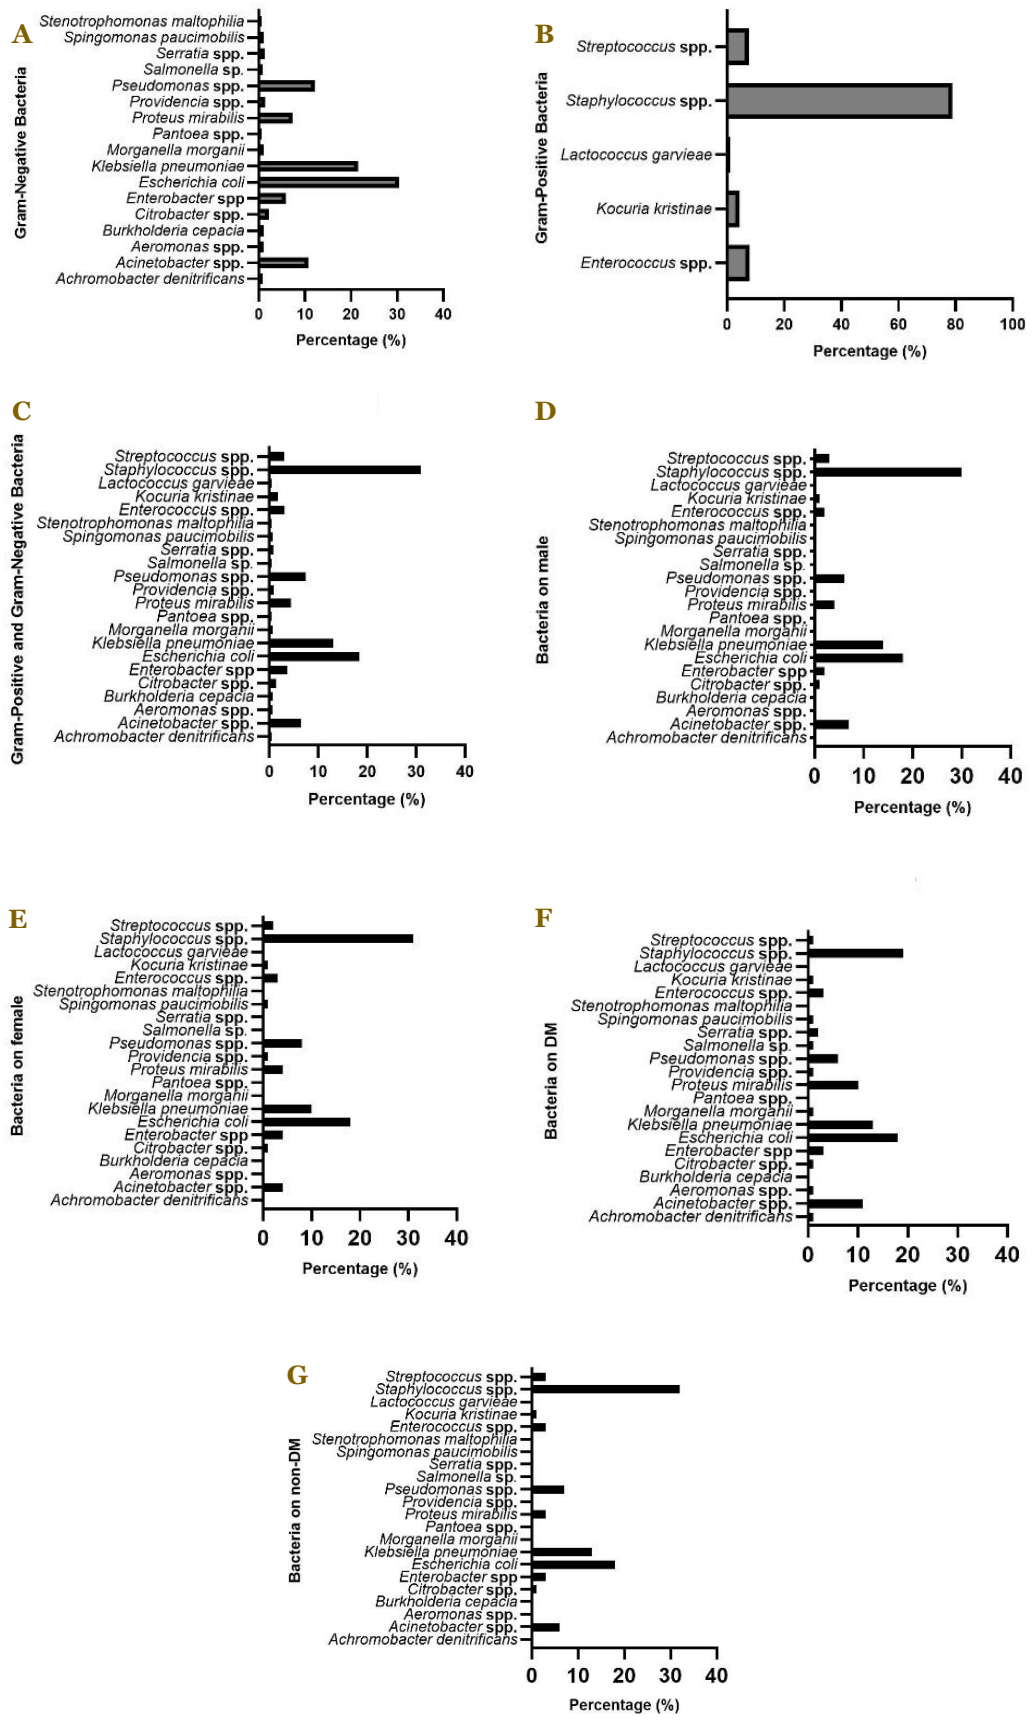 A
Gram-Negative Bacteria
Stenotrophomonas maltophilia
Spingomonas paucimobilis
Serratia spp.
Salmonella sp.
Pseudomonas spp.
Providencia spp.
Proteus mirabilis
Pantoea spp.
Morganella morganii
Klebsiella pneumoniae
Escherichia coli
Enterobacter spp
Citrobacter spp.
Burkholderia cepacia
Aeromonas spp.
Acinetobacter spp.
Achromobacter denitrificans
0 10 20 30 40
Percentage (%)
B
Gram-Positive Bacteria
Streptococcus spp.
Staphylococcus spp.
Lactococcus garvieae
Kocuria kristinae
Enterococcus spp.
0 20 40 60 80 100
Percentage (%)
C
Gram-Positive and Gram-Negative Bacteria
Streptococcus spp.
Staphylococcus spp.
Lactococcus garvieae
Kocuria kristinae
Enterococcus spp.
Stenotrophomonas maltophilia
Spingomonas paucimobilis
Serratia spp.
Salmonella sp.
Pseudomonas spp.
Providencia spp.
Proteus mirabilis
Pantoea spp.
Morganella morganii
Klebsiella pneumoniae
Escherichia coli
Enterobacter spp
Citrobacter spp.
Burkholderia cepacia
Aeromonas spp.
Acinetobacter spp.
Achromobacter denitrificans
0 10 20 30 40
Percentage (%)
D
Bacteria on male
Streptococcus spp.
Staphylococcus spp.
Lactococcus garvieae
Kocuria kristinae
Enterococcus spp.
Stenotrophomonas maltophilia
Spingomonas paucimobilis
Serratia spp.
Salmonella sp.
Pseudomonas spp.
Providencia spp.
Proteus mirabilis
Pantoea spp.
Morganella morganii
Klebsiella pneumoniae
Escherichia coli
Enterobacter spp
Citrobacter spp.
Burkholderia cepacia
Aeromonas spp.
Acinetobacter spp.
Achromobacter denitrificans
0 10 20 30 40
Percentage (%)
E
Bacteria on female
Streptococcus spp.
Staphylococcus spp.
Lactococcus garvieae
Kocuria kristinae
Enterococcus spp.
Stenotrophomonas maltophilia
Spingomonas paucimobilis
Serratia spp.
Salmonella sp.
Pseudomonas spp.
Providencia spp.
Proteus mirabilis
Pantoea spp.
Morganella morganii
Klebsiella pneumoniae
Escherichia coli
Enterobacter spp
Citrobacter spp.
Burkholderia cepacia
Aeromonas spp.
Acinetobacter spp.
Achromobacter denitrificans
0 10 20 30 40
Percentage (%)
F
Bacteria on DM
Streptococcus spp.
Staphylococcus spp.
Lactococcus garvieae
Kocuria kristinae
Enterococcus spp.
Stenotrophomonas maltophilia
Spingomonas paucimobilis
Serratia spp.
Salmonella sp.
Pseudomonas spp.
Providencia spp.
Proteus mirabilis
Pantoea spp.
Morganella morganii
Klebsiella pneumoniae
Escherichia coli
Enterobacter spp
Citrobacter spp.
Burkholderia cepacia
Aeromonas spp.
Acinetobacter spp.
Achromobacter denitrificans
0 10 20 30 40
Percentage (%)
G
Bacteria on non-DM
Streptococcus spp.
Staphylococcus spp.
Lactococcus garvieae
Kocuria kristinae
Enterococcus spp.
Stenotrophomonas maltophilia
Spingomonas paucimobilis
Serratia spp.
Salmonella sp.
Pseudomonas spp.
Providencia spp.
Proteus mirabilis
Pantoea spp.
Morganella morganii
Klebsiella pneumoniae
Escherichia coli
Enterobacter spp
Citrobacter spp.
Burkholderia cepacia
Aeromonas spp.
Acinetobacter spp.
Achromobacter denitrificans
0 10 20 30 40
Percentage (%)